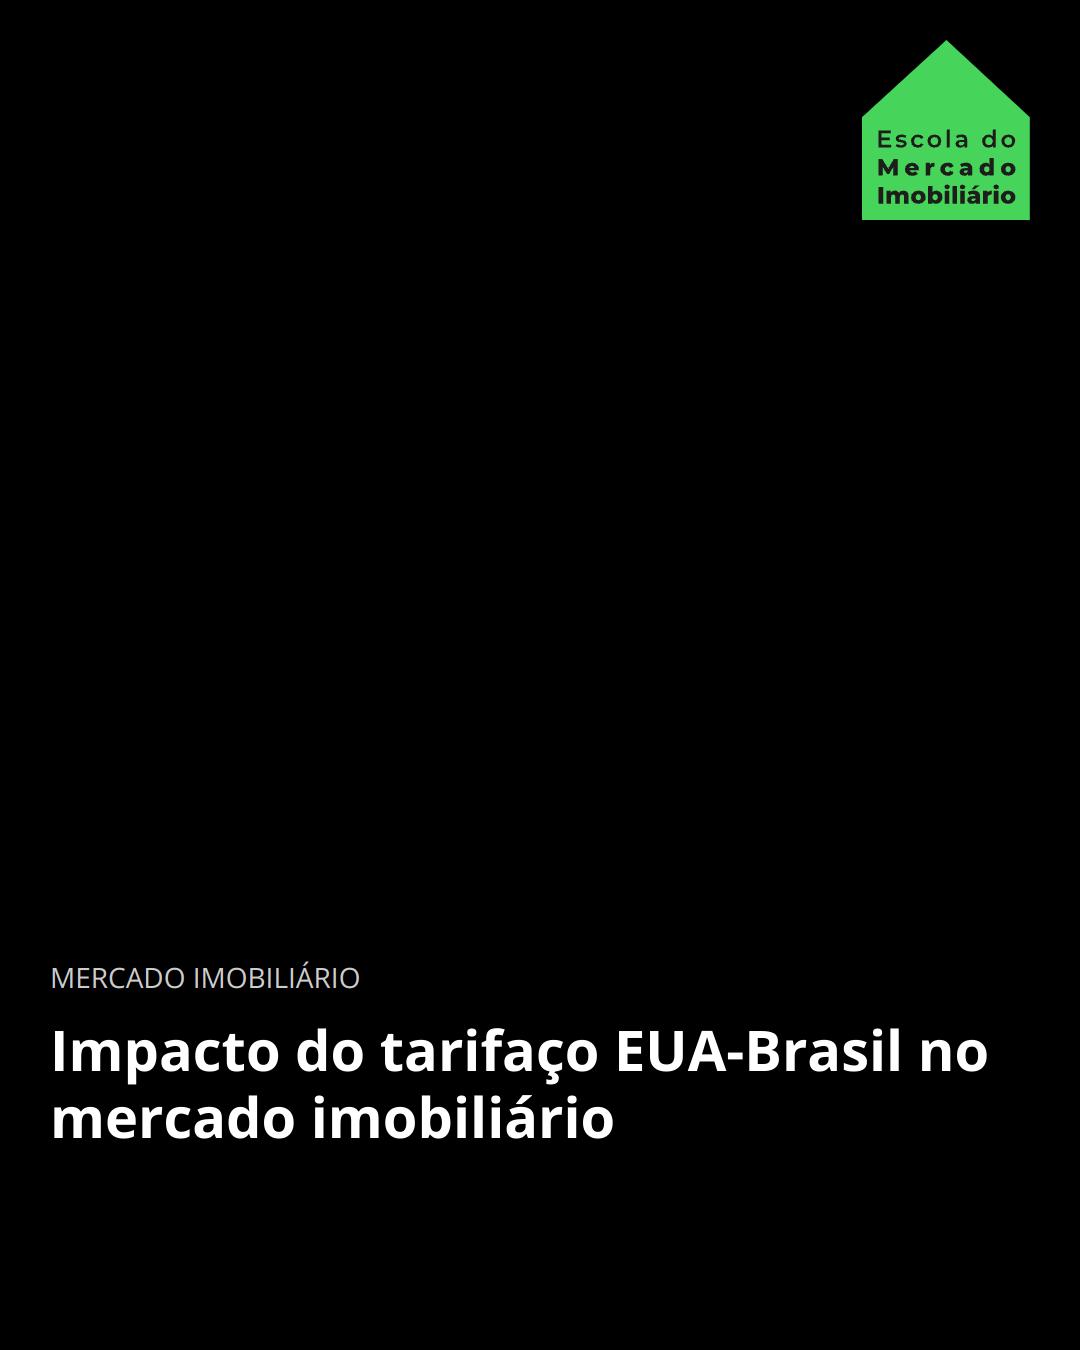 Escola do
Mercado
Imobiliário
MERCADO IMOBILIÁRIO
Impacto do tarifaço EUA-Brasil no
mercado imobiliário